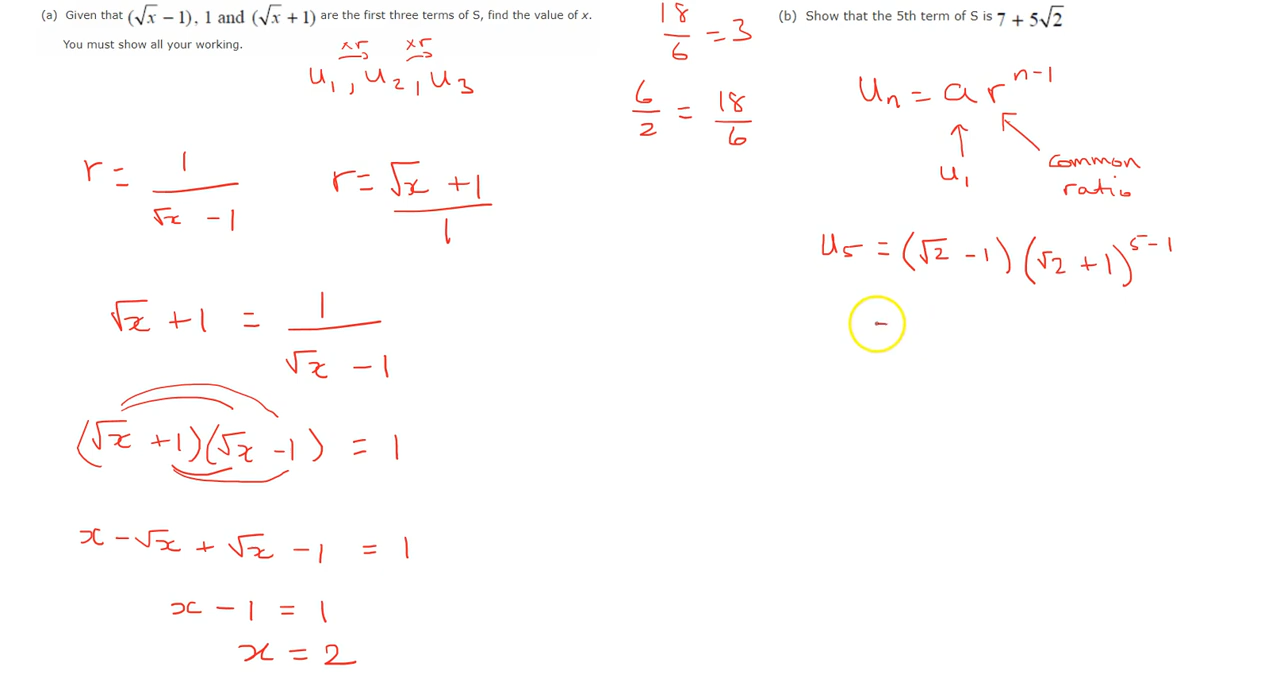 (a) Given that (√x − 1), 1 and (√x + 1) are the first three terms of S, find the value of x.
You must show all your working.
xr xr
u₁, u₂, u₃
r = 1/(√x − 1)
r = (√x + 1)/1
√x + 1 = 1/(√x − 1)
(√x + 1)(√x − 1) = 1
x − √x + √x − 1 = 1
x − 1 = 1
x = 2
18/6 = 3
6/2 = 18/6
(b) Show that the 5th term of S is 7 + 5√2
Uₙ = a r^(n−1)
u₁
common
ratio
u₅ = (√2 − 1)(√2 + 1)^(5−1)
−